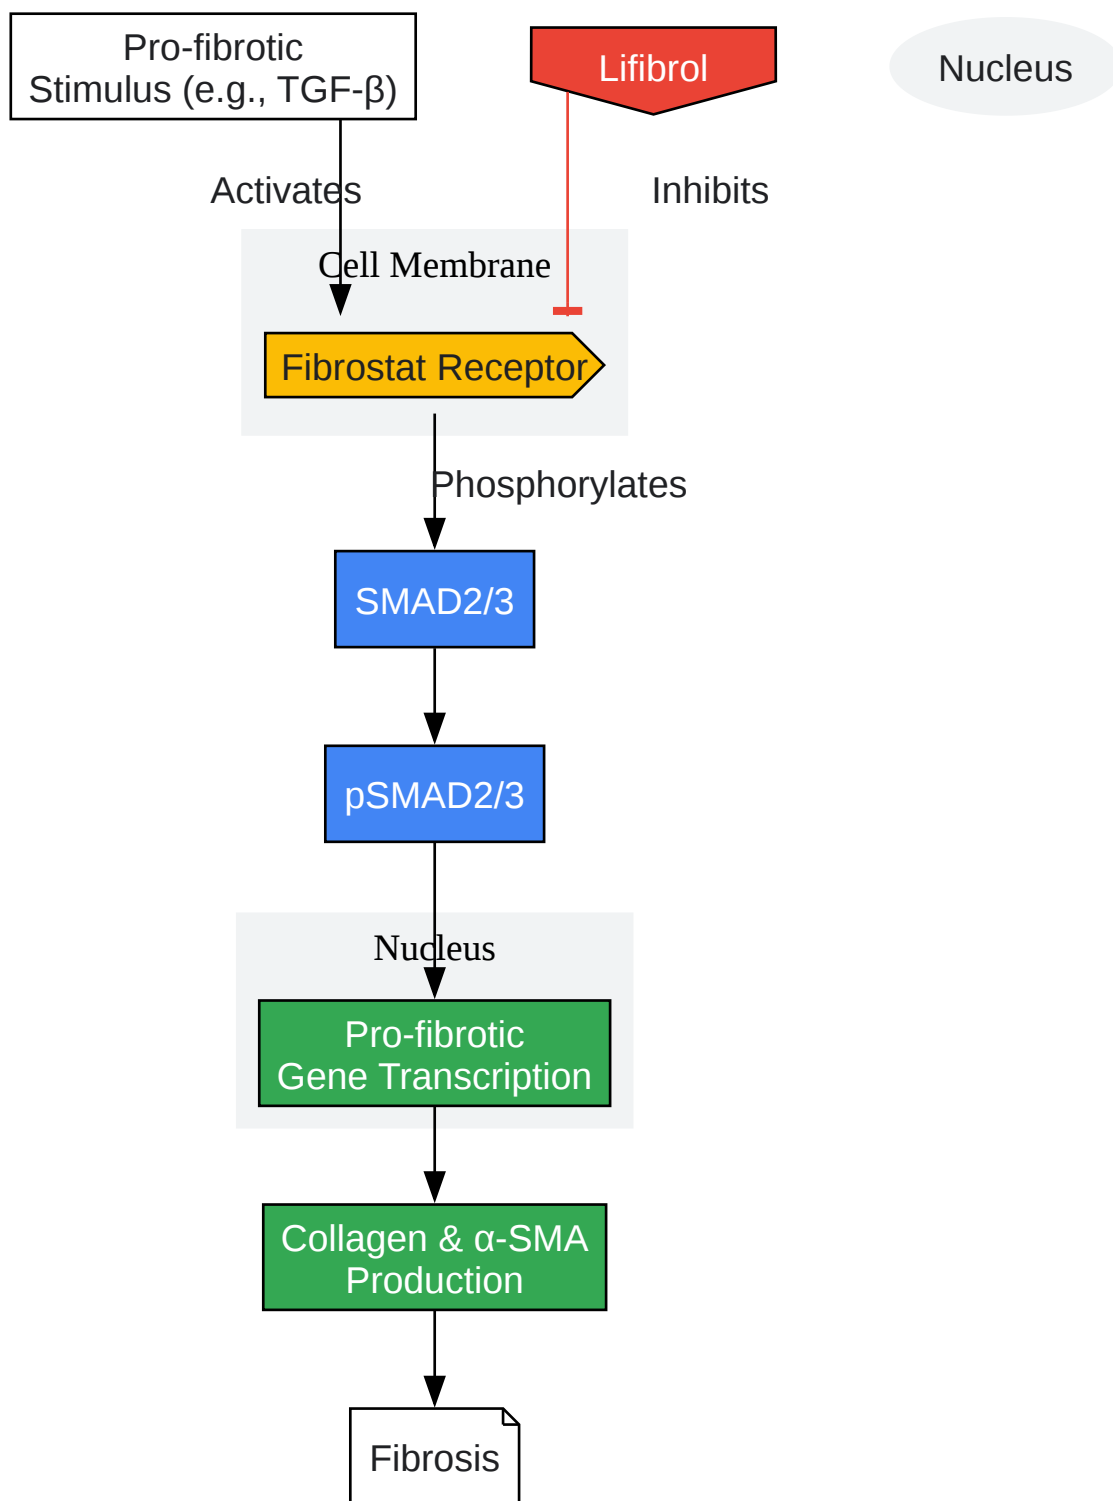 Pro-fibrotic
Stimulus (e.g., TGF-β)
Lifibrol
Nucleus
Activates
Inhibits
Cell Membrane
Fibrostat Receptor
Phosphorylates
SMAD2/3
pSMAD2/3
Nucleus
Pro-fibrotic
Gene Transcription
Collagen & α-SMA
Production
Fibrosis